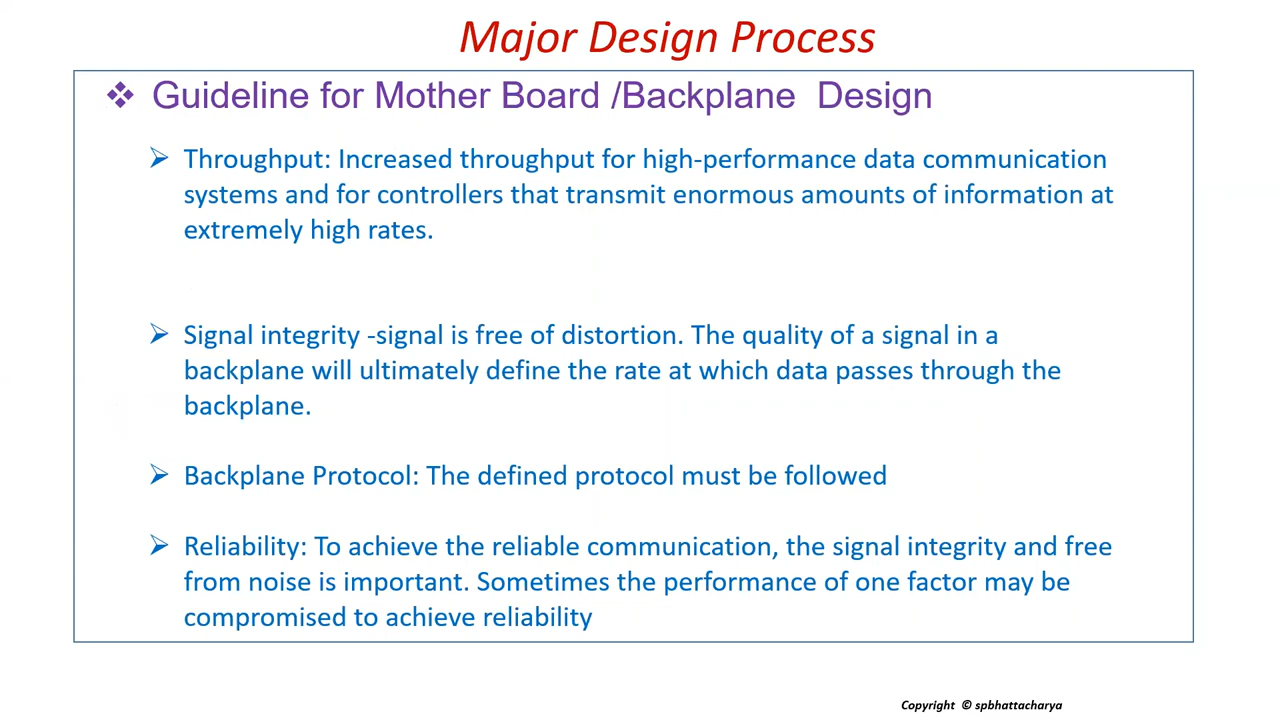 Major Design Process
Guideline for Mother Board /Backplane Design
Throughput: Increased throughput for high-performance data communication
systems and for controllers that transmit enormous amounts of information at
extremely high rates.
Signal integrity -signal is free of distortion. The quality of a signal in a
backplane will ultimately define the rate at which data passes through the
backplane.
Backplane Protocol: The defined protocol must be followed
Reliability: To achieve the reliable communication, the signal integrity and free
from noise is important. Sometimes the performance of one factor may be
compromised to achieve reliability
Copyright © spbhattacharya